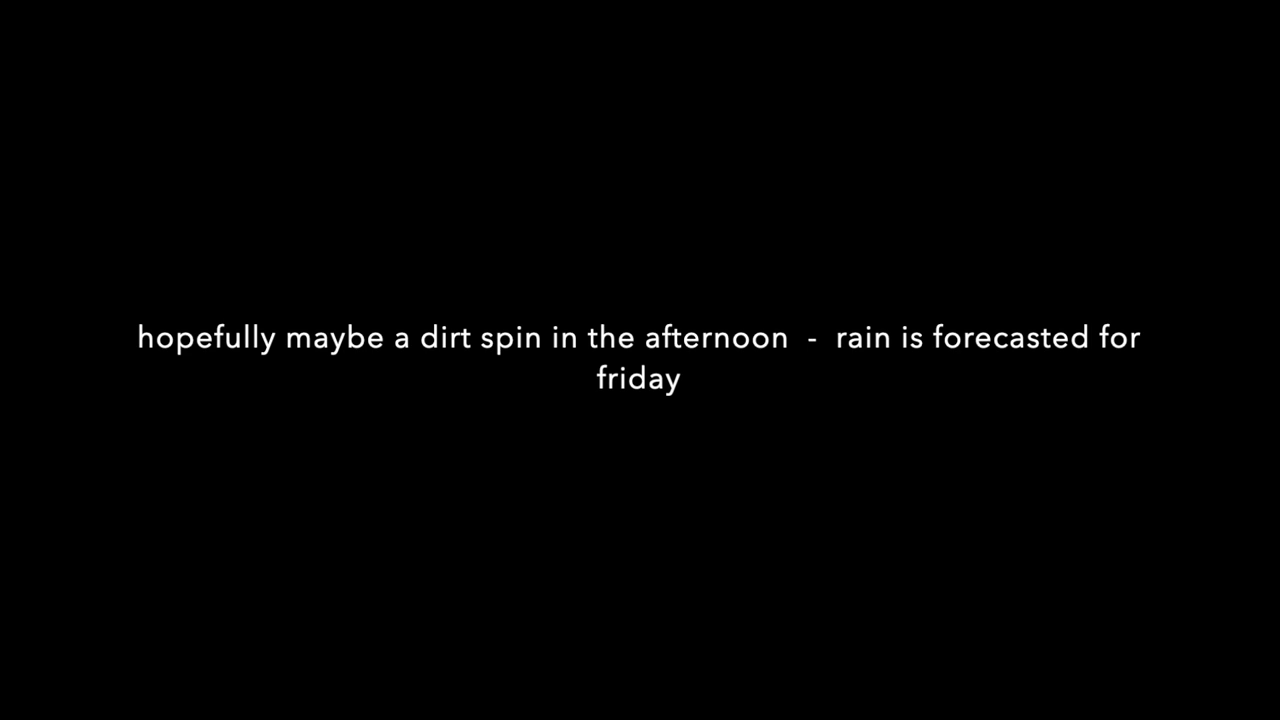 hopefully maybe a dirt spin in the afternoon  -  rain is forecasted for
friday